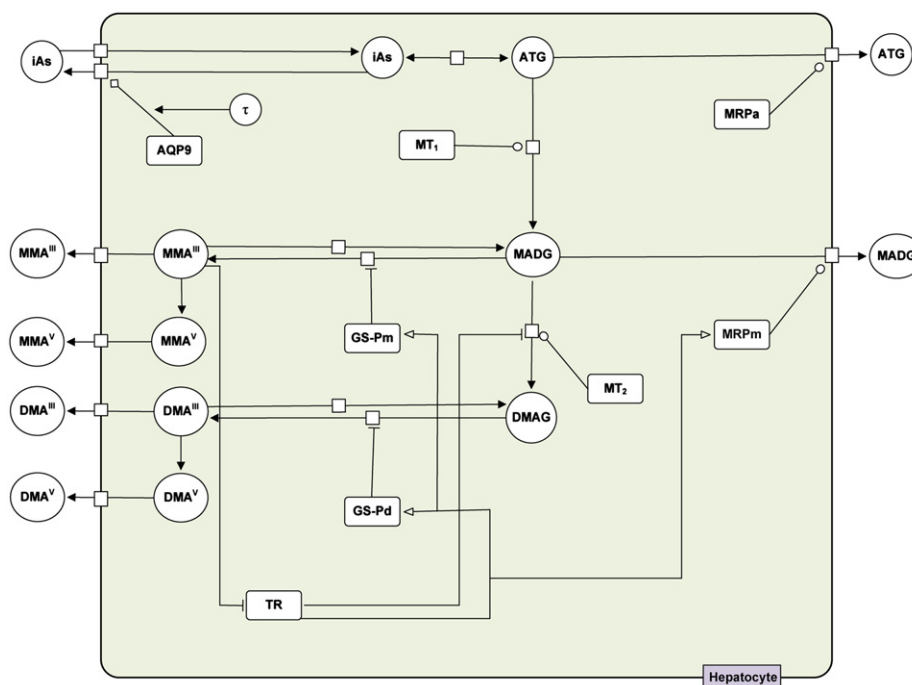 iAs
iAs
ATG
ATG
MRPa
τ
AQP9
MT₁
MMAᴵᴵᴵ
MMAᴵᴵᴵ
MADG
MADG
MMAⱽ
MMAⱽ
GS-Pm
MRPm
MT₂
DMAᴵᴵᴵ
DMAᴵᴵᴵ
DMAG
DMAⱽ
DMAⱽ
GS-Pd
TR
Hepatocyte